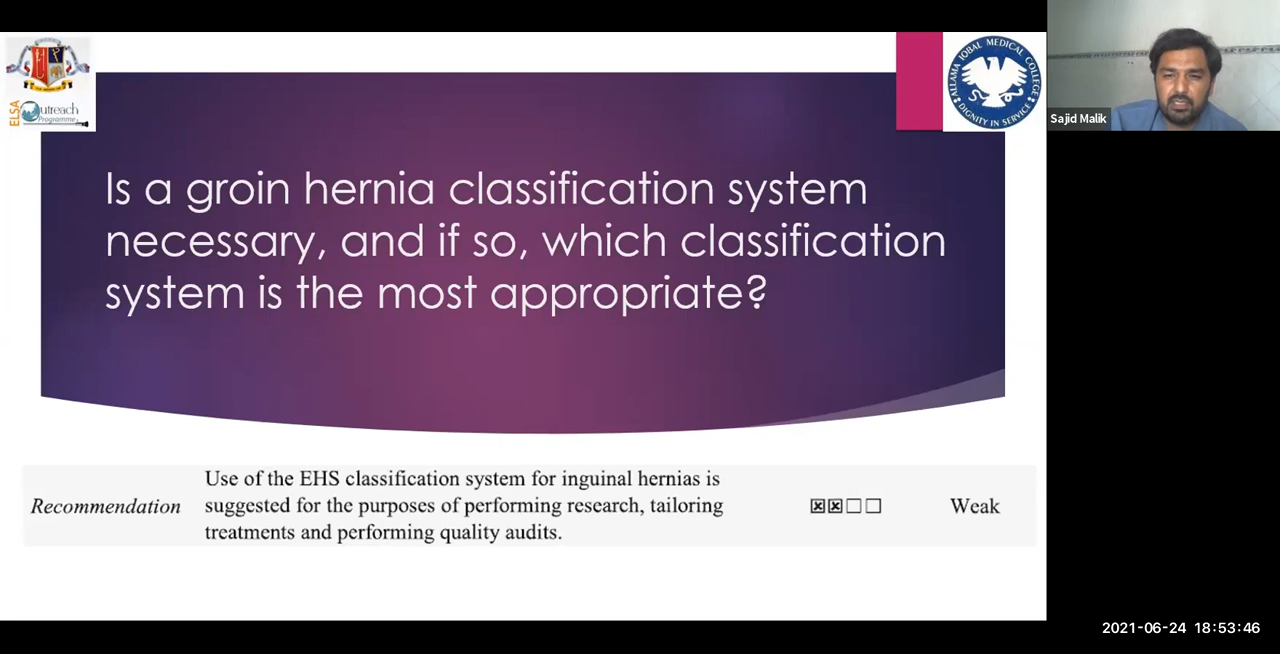 ELSA
Outreach
Programme
ALLAMA IQBAL MEDICAL COLLEGE
DIGNITY IN SERVICE
Sajid Malik
Is a groin hernia classification system
necessary, and if so, which classification
system is the most appropriate?
Recommendation
Use of the EHS classification system for inguinal hernias is
suggested for the purposes of performing research, tailoring
treatments and performing quality audits.
☒☒☐☐
Weak
2021-06-24 18:53:46